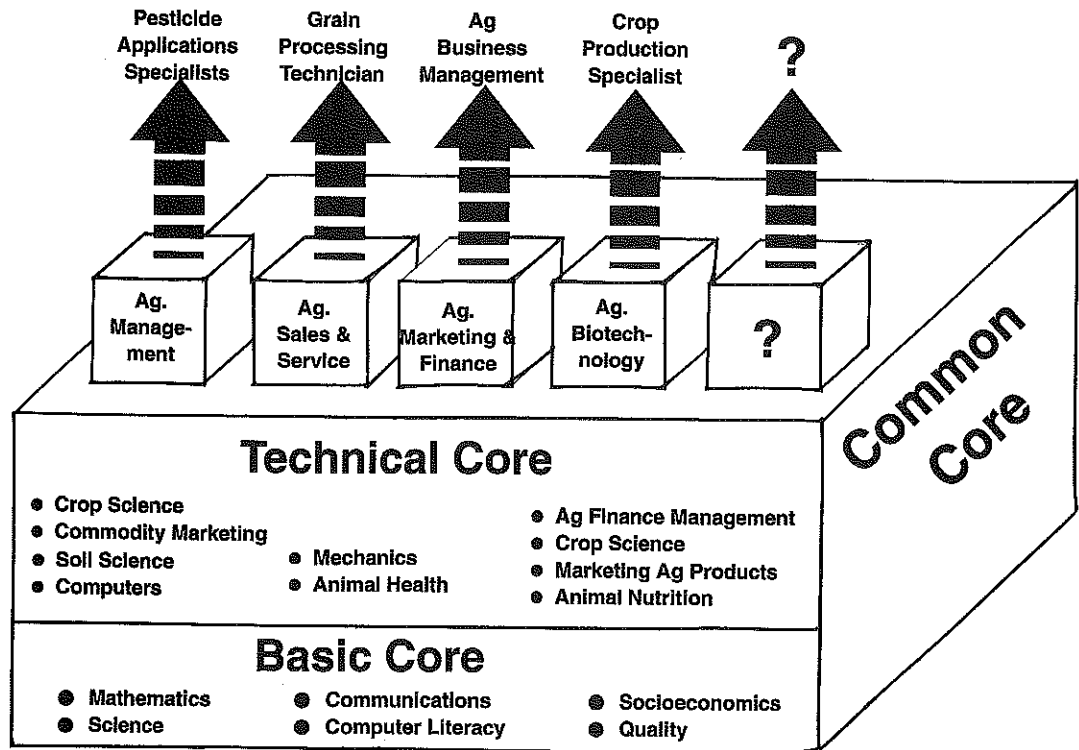 Pesticide
Applications
Specialists
Grain
Processing
Technician
Ag
Business
Management
Crop
Production
Specialist
?
Ag.
Manage-
ment
Ag.
Sales &
Service
Ag.
Marketing &
Finance
Ag.
Biotech-
nology
?
Common
Core
Technical Core
• Crop Science
• Commodity Marketing
• Soil Science
• Computers
• Mechanics
• Animal Health
• Ag Finance Management
• Crop Science
• Marketing Ag Products
• Animal Nutrition
Basic Core
• Mathematics
• Science
• Communications
• Computer Literacy
• Socioeconomics
• Quality